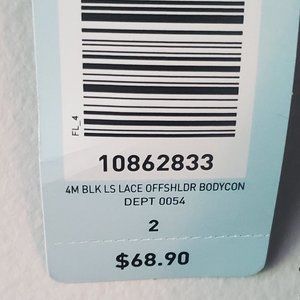 FL_4
10862833
4M BLK LS LACE OFFSHLDR BODYCON
DEPT 0054
2
$68.90